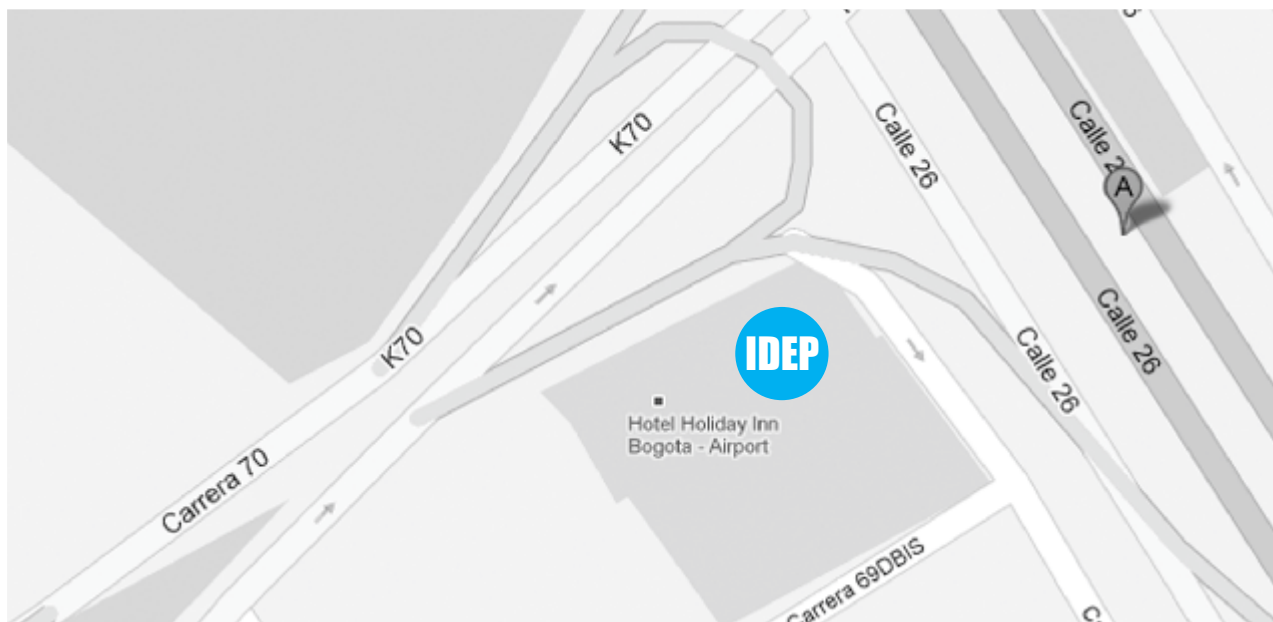 K70
Calle 26
Calle 2
A
K70
IDEP
Calle 26
Calle 26
Hotel Holiday Inn
Bogota - Airport
Carrera 70
Carrera 69DBIS